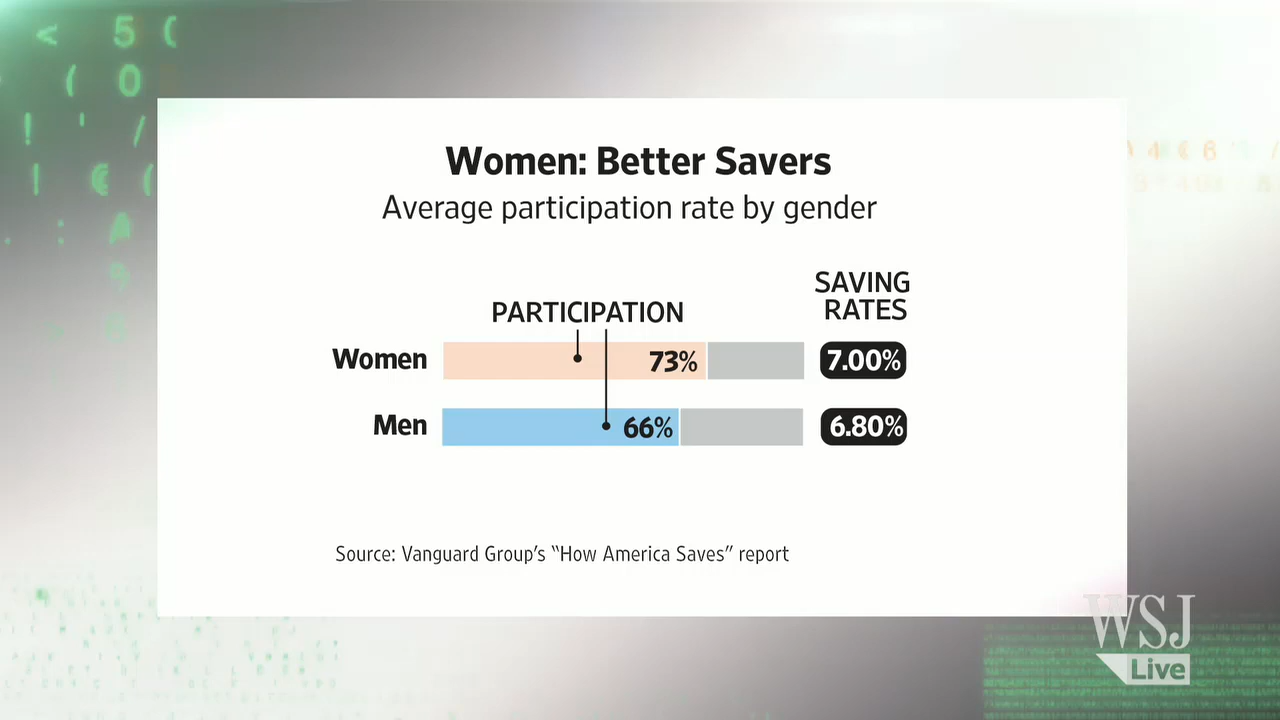 Women: Better Savers
Average participation rate by gender
SAVING
RATES
PARTICIPATION
Women 73% 7.00%
Men 66% 6.80%
Source: Vanguard Group's “How America Saves” report
WSJ
Live